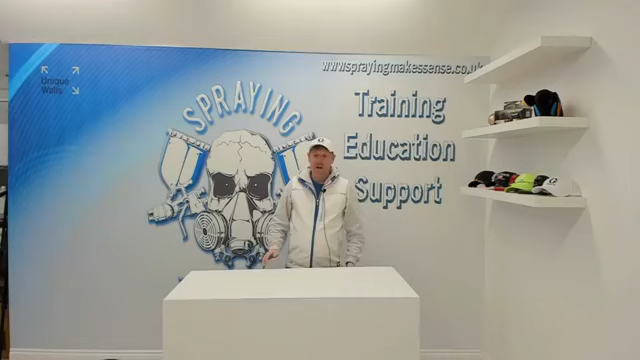 www.sprayingmakessense.co.uk
Unique
Walls
SPRAYING
Training
Education
Support